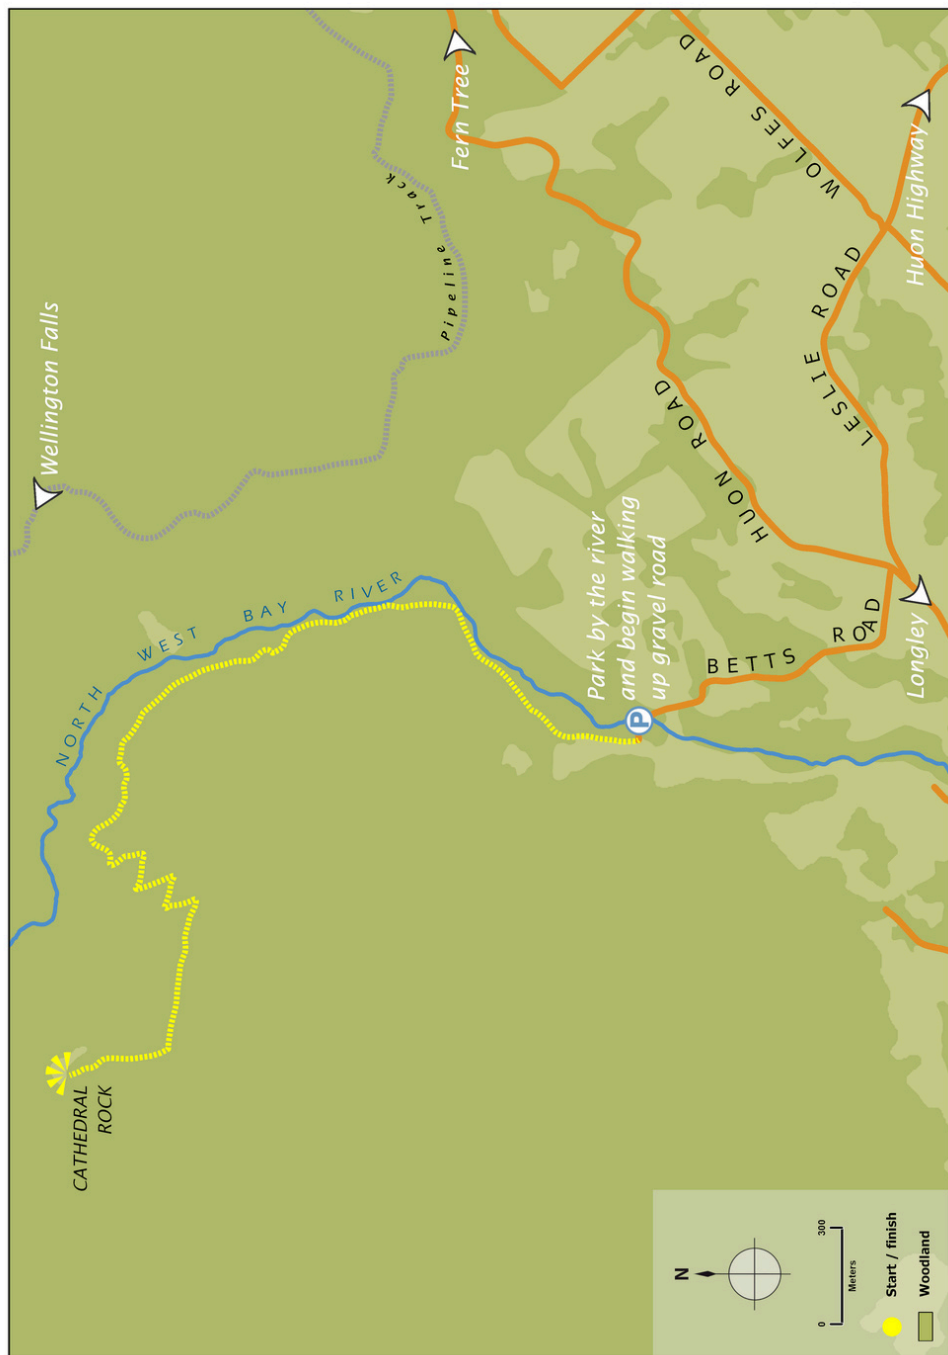 Wellington Falls
Pipeline Track
Fern Tree
WOLFES ROAD
Huon Highway
LESLIE ROAD
HUON ROAD
NORTH WEST BAY RIVER
Park by the river
and begin walking
up gravel road
P
BETTS ROAD
Longley
CATHEDRAL
ROCK
N
0 300
Meters
Start / finish
Woodland